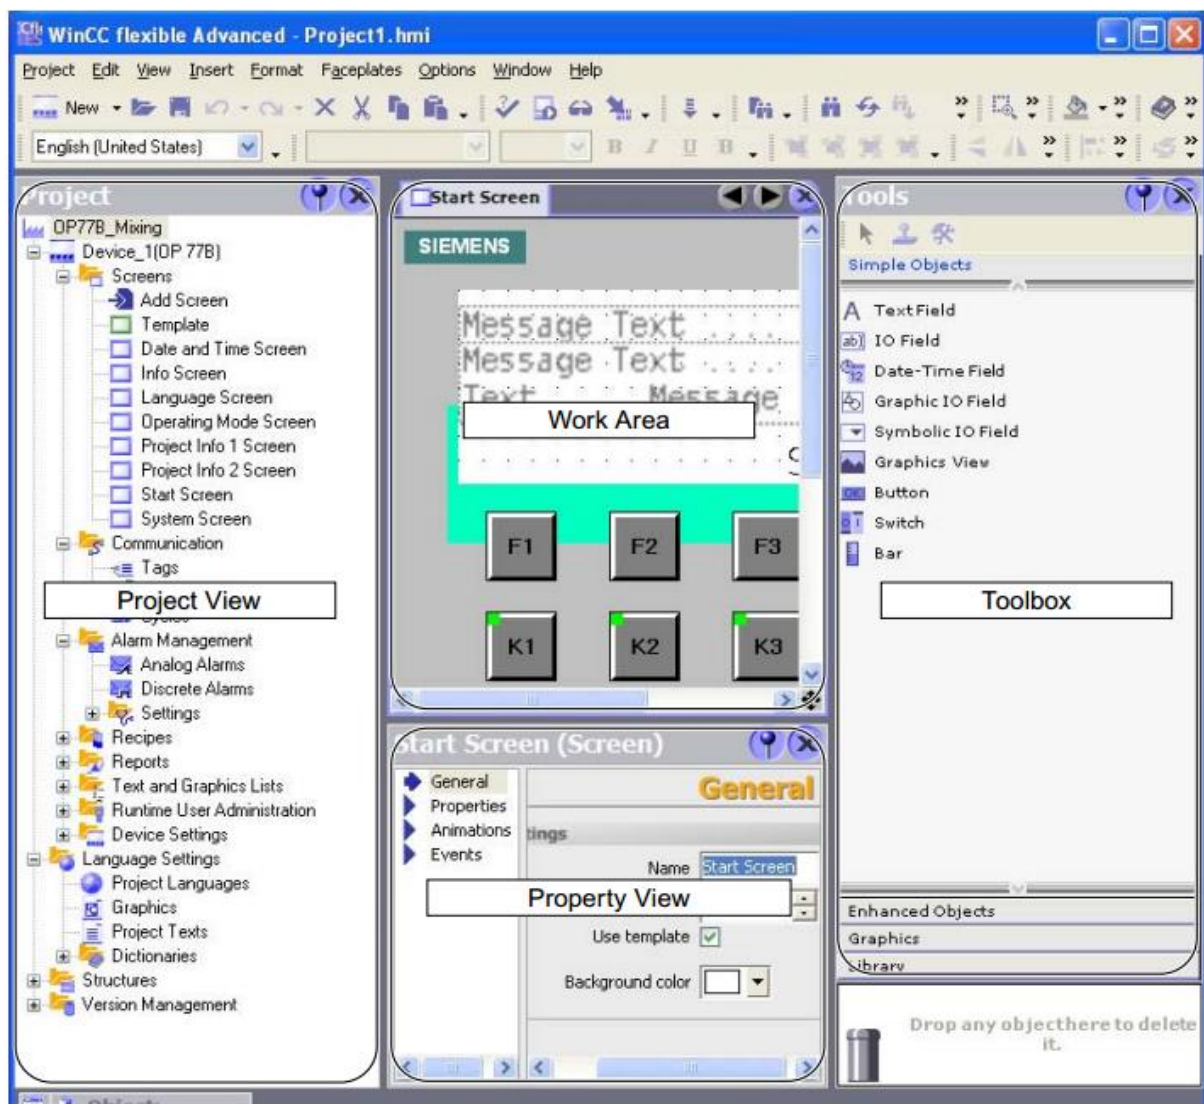 WinCC flexible Advanced - Project1.hmi
Project Edit View Insert Format Faceplates Options Window Help
New
English (United States)
B I U B
Project
OP77B_Mixing
Device_1(OP 77B)
Screens
Add Screen
Template
Date and Time Screen
Info Screen
Language Screen
Operating Mode Screen
Project Info 1 Screen
Project Info 2 Screen
Start Screen
System Screen
Communication
Tags
Project View
Cycles
Alarm Management
Analog Alarms
Discrete Alarms
Settings
Recipes
Reports
Text and Graphics Lists
Runtime User Administration
Device Settings
Language Settings
Project Languages
Graphics
Project Texts
Dictionaries
Structures
Version Management
Start Screen
SIEMENS
Message Text ....
Message Text ....
Text Message
Work Area
F1 F2 F3
K1 K2 K3
Start Screen (Screen)
General
Properties
Animations
Events
General
tings
Name Start Screen
Property View
Use template
Background color
Tools
Simple Objects
Text Field
IO Field
Date-Time Field
Graphic IO Field
Symbolic IO Field
Graphics View
Button
Switch
Bar
Toolbox
Enhanced Objects
Graphics
Library
Drop any objecthere to delete
it.